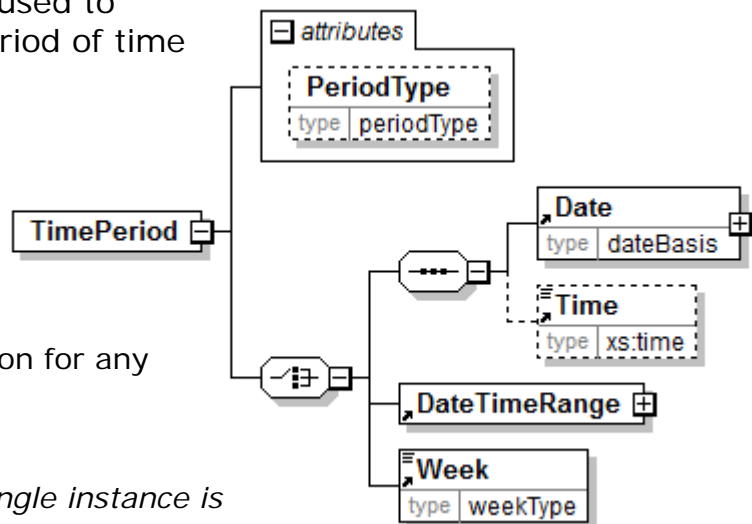 used to
riod of time
attributes
PeriodType
type periodType
TimePeriod
Date
type dateBasis
Time
type xs:time
on for any
DateTimeRange
Week
type weekType
ngle instance is